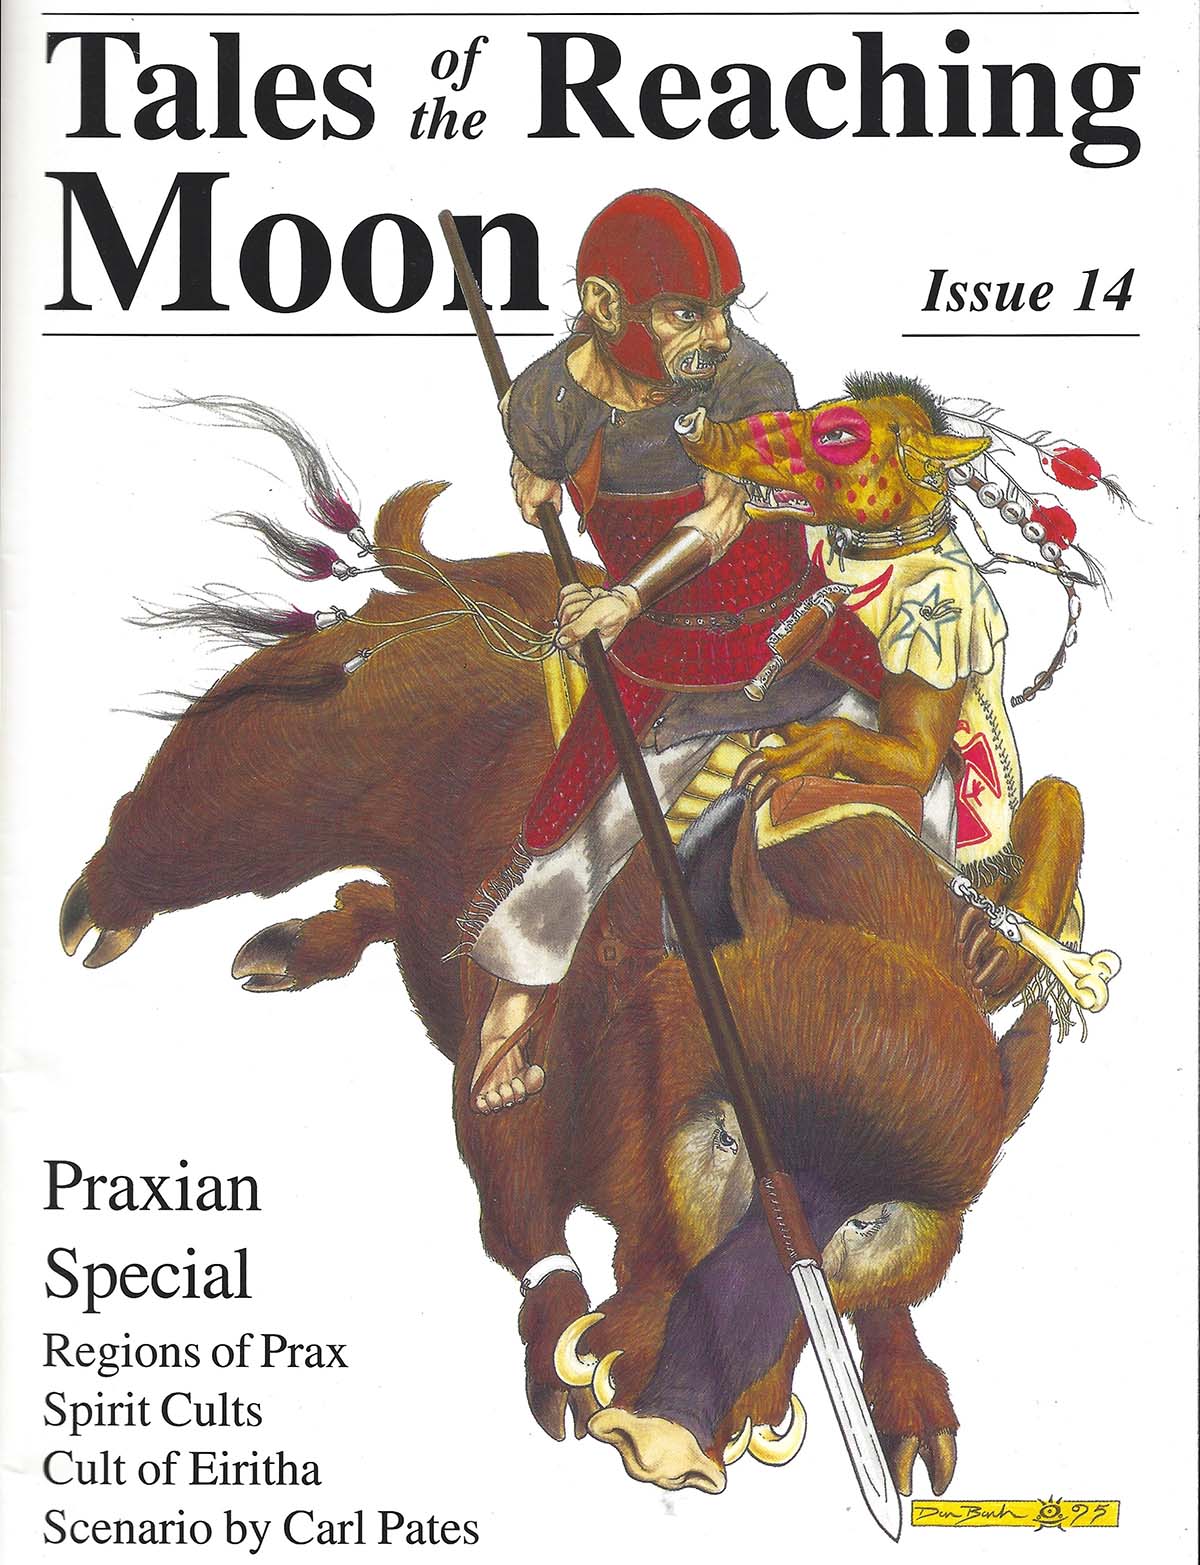 Tales of the Reaching
Moon
Issue 14
Praxian
Special
Regions of Prax
Spirit Cults
Cult of Eiritha
Scenario by Carl Pates
95